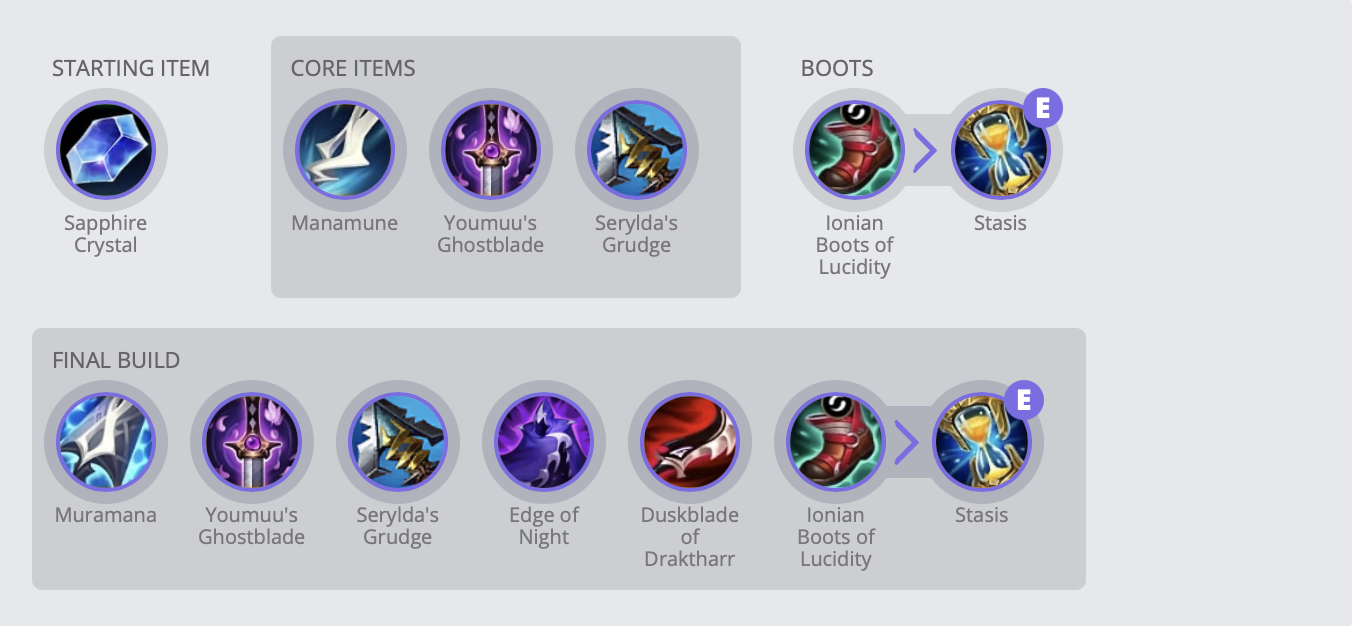 STARTING ITEM
Sapphire
Crystal
CORE ITEMS
Manamune
Youmuu's
Ghostblade
Serylda's
Grudge
BOOTS
Ionian
Boots of
Lucidity
E
Stasis
FINAL BUILD
Muramana
Youmuu's
Ghostblade
Serylda's
Grudge
Edge of
Night
Duskblade
of
Draktharr
Ionian
Boots of
Lucidity
E
Stasis